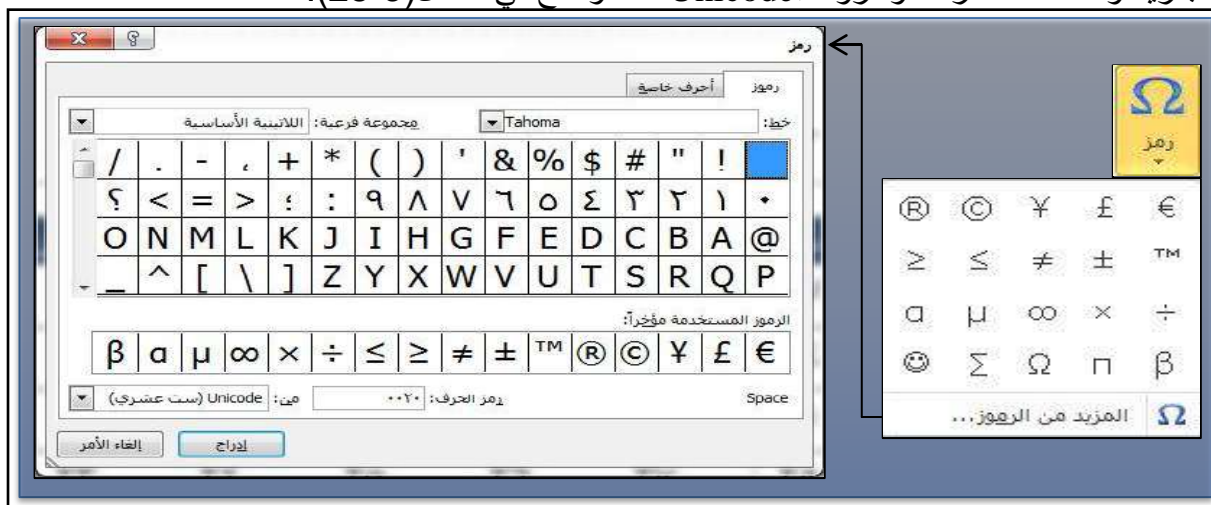 Unicode
رمز
رموز
أحرف خاصة
خط: Tahoma مجموعة فرعية: اللاتينية الأساسية
! " # $ % & ' ( ) * + ، - . /
٠ ١ ٢ ٣ ٤ ٥ ٦ ٧ ٨ ٩ : ؛ < = > ؟
@ A B C D E F G H I J K L M N O
P Q R S T U V W X Y Z [ \ ] ^ _
الرموز المستخدمة مؤخراً:
€ £ ¥ © ® ™ ± ≠ ≥ ≤ ÷ × ∞ µ α β
Space
رمز الحرف: ٠٠٢٠ من: Unicode (ست عشري)
إدراج
إلغاء الأمر
Ω
رمز
€ £ ¥ © ®
™ ± ≠ ≤ ≥
÷ × ∞ µ α
β π Ω Σ ☺
Ω المزيد من الرموز...